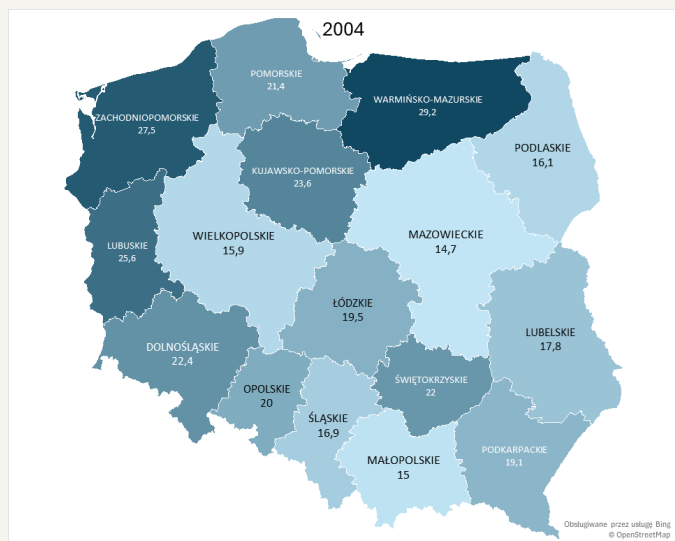 2004
POMORSKIE
21,4
WARMIŃSKO-MAZURSKIE
29,2
ZACHODNIOPOMORSKIE
27,5
PODLASKIE
16,1
KUJAWSKO-POMORSKIE
23,6
WIELKOPOLSKIE
15,9
MAZOWIECKIE
14,7
LUBUSKIE
25,6
ŁÓDZKIE
19,5
LUBELSKIE
17,8
DOLNOŚLĄSKIE
22,4
ŚWIĘTOKRZYSKIE
22
OPOLSKIE
20
ŚLĄSKIE
16,9
PODKARPACKIE
19,1
MAŁOPOLSKIE
15
Obsługiwane przez usługę Bing
© OpenStreetMap